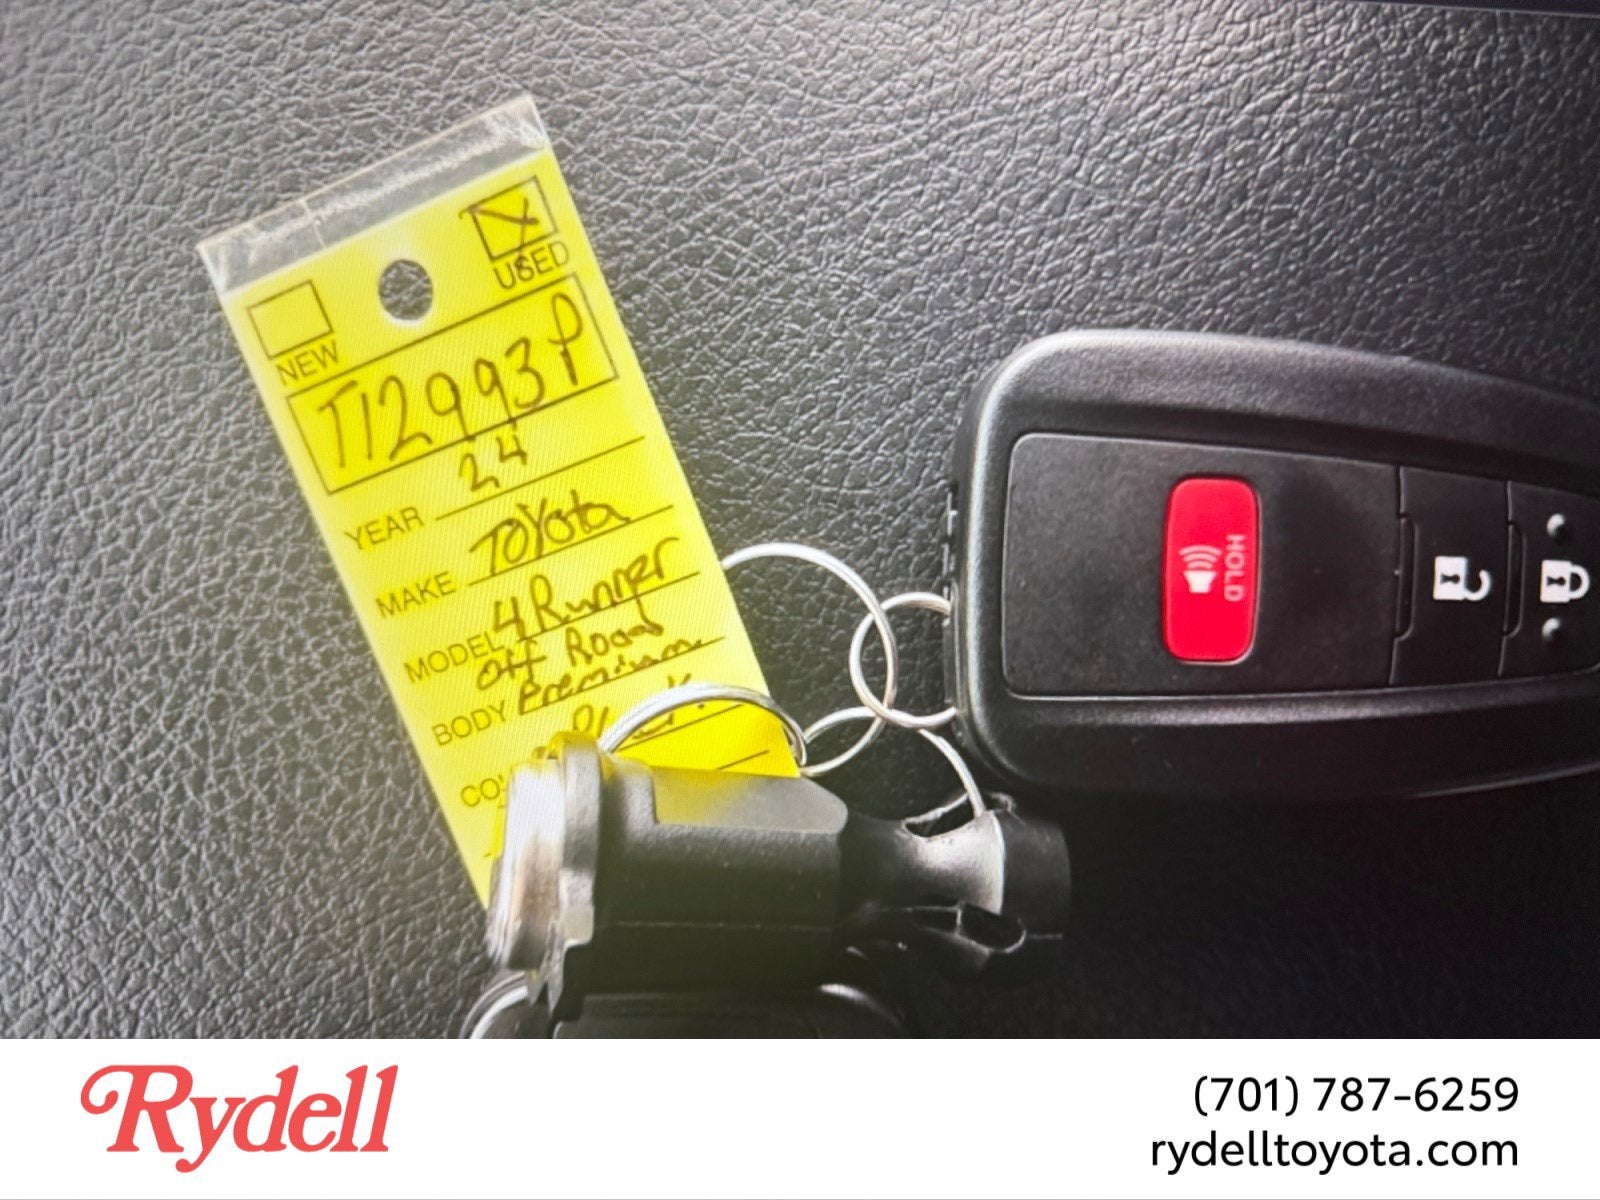 X
USED
NEW
T12993P
YEAR 24
MAKE Toyota
MODEL 4Runner
Off Road
BODY Premium
Black
HOLD
Rydell
(701) 787-6259
rydelltoyota.com